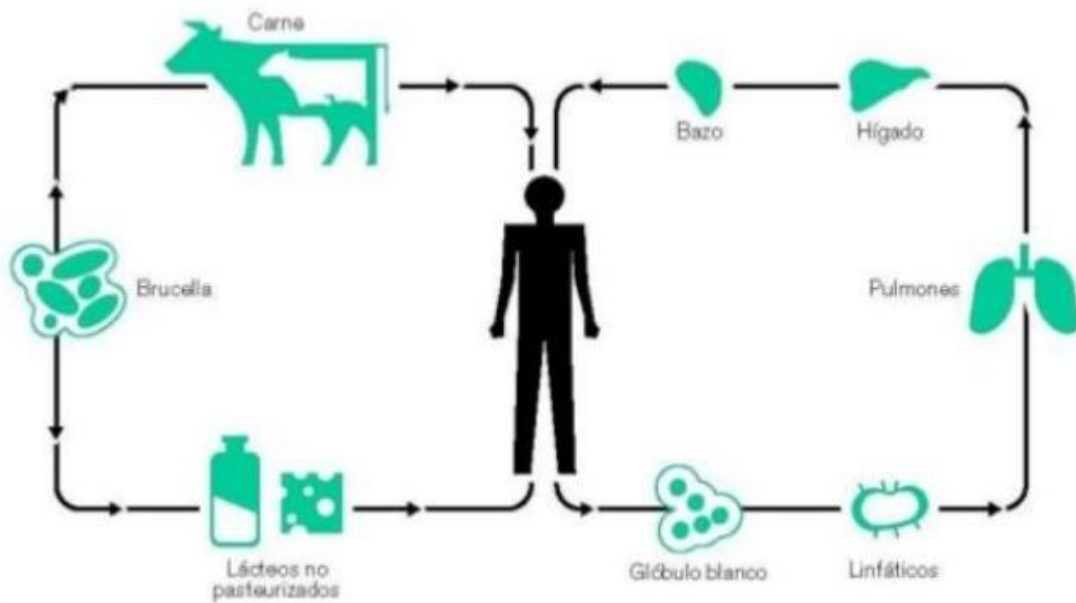 Carne
Bazo
Hígado
Brucella
Pulmones
Lácteos no
pasteurizados
Glóbulo blanco
Linfáticos